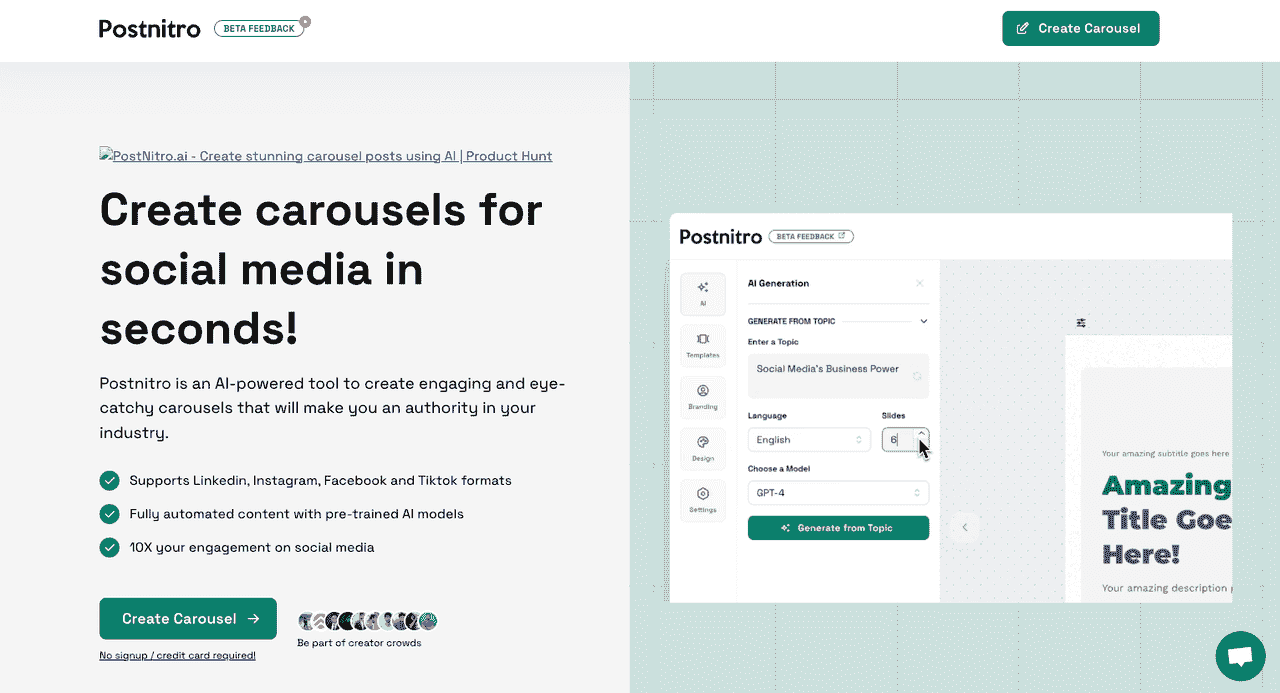 Postnitro
BETA FEEDBACK
Create Carousel
PostNitro.ai - Create stunning carousel posts using AI | Product Hunt
Create carousels for
social media in
seconds!
Postnitro is an AI-powered tool to create engaging and eye-
catchy carousels that will make you an authority in your
industry.
Supports Linkedin, Instagram, Facebook and Tiktok formats
Fully automated content with pre-trained AI models
10X your engagement on social media
Create Carousel
No signup / credit card required!
Be part of creator crowds
Postnitro
BETA FEEDBACK
AI
Templates
Branding
Design
Settings
AI Generation
GENERATE FROM TOPIC
Enter a Topic
Social Media's Business Power
Language
Slides
English
6
Choose a Model
GPT-4
Generate from Topic
Your amazing subtitle goes here
Amazing
Title Goe
Here!
Your amazing description g